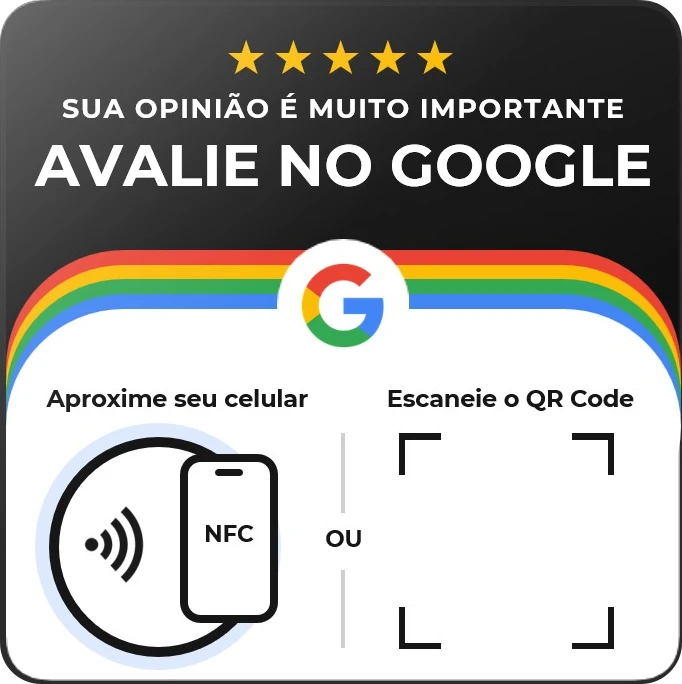 SUA OPINIÃO É MUITO IMPORTANTE
AVALIE NO GOOGLE
G
Aproxime seu celular
NFC
OU
Escaneie o QR Code